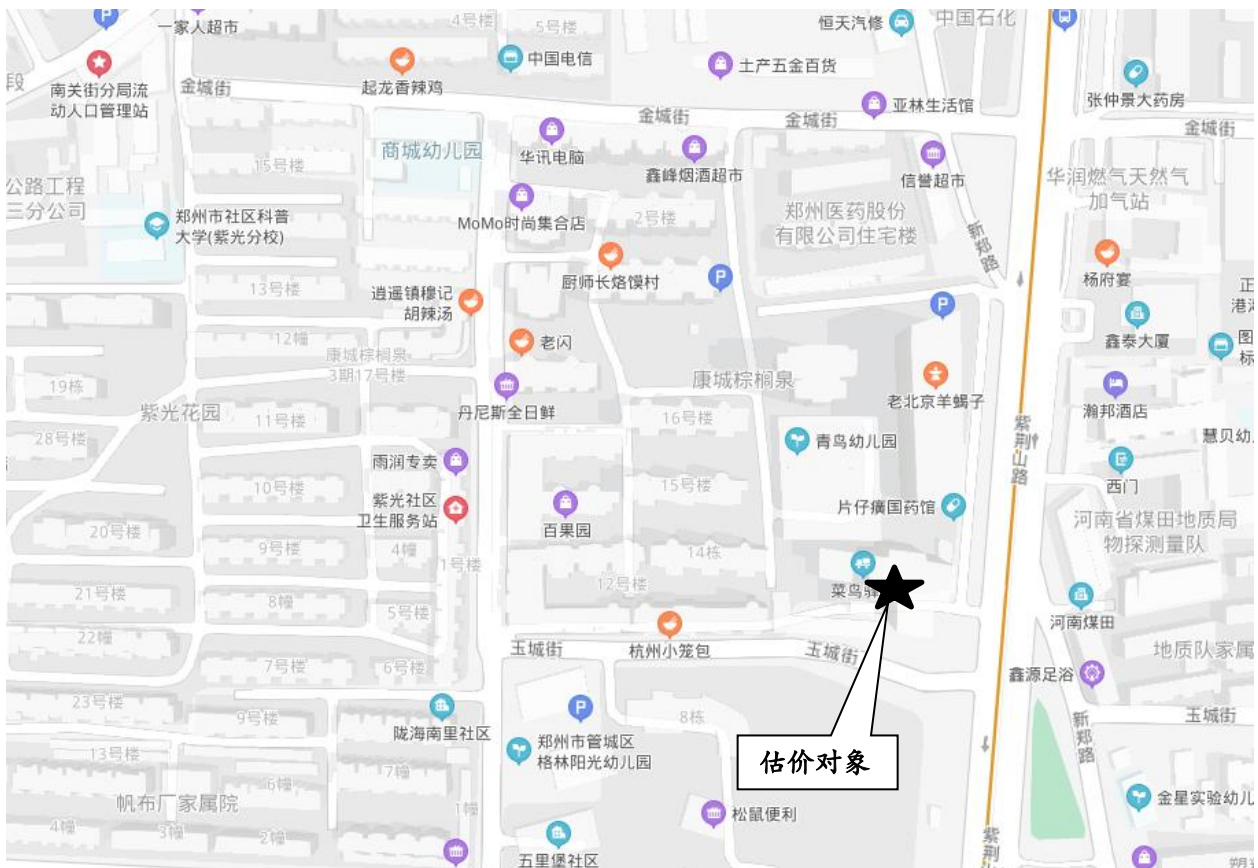 一家人超市
4号楼
5号楼
恒天汽修
中国石化
中国电信
土产五金百货
段
南关街分局流
动人口管理站
起龙香辣鸡
金城街
亚林生活馆
张仲景大药房
金城街
金城街
金城街
15号楼
商城幼儿园
华讯电脑
鑫峰烟酒超市
信誉超市
华润燃气天然气
加气站
公路工程
三分公司
郑州市社区科普
大学(紫光分校)
MoMo时尚集合店
2号楼
郑州医药股份
有限公司住宅楼
新郑路
厨师长烙馍村
P
杨府宴
13号楼
逍遥镇穆记
胡辣汤
P
正
港湾
12幢
老闪
鑫泰大厦
图
标
康城棕榈泉
3期17号楼
19栋
丹尼斯全日鲜
康城棕榈泉
老北京羊蝎子
瀚邦酒店
紫光花园
11号楼
16号楼
青鸟幼儿园
紫荆山路
慧贝幼儿
28号楼
雨润专卖
西门
10号楼
15号楼
紫光社区
卫生服务站
百果园
片仔癀国药馆
河南省煤田地质局
物探测量队
20号楼
9号楼
4幢
1号楼
14栋
12号楼
菜鸟驿
21号楼
8幢
5号楼
河南煤田
22幢
7号楼
6号楼
玉城街
杭州小笼包
玉城街
地质队家属
鑫源足浴
23号楼
9号楼
陇海南里社区
P
8栋
新郑路
玉城街
13号楼
7幢
郑州市管城区
格林阳光幼儿园
估价对象
6幢
帆布厂家属院
1幢
松鼠便利
金星实验幼儿
4幢
3幢
2幢
五里堡社区
紫荆